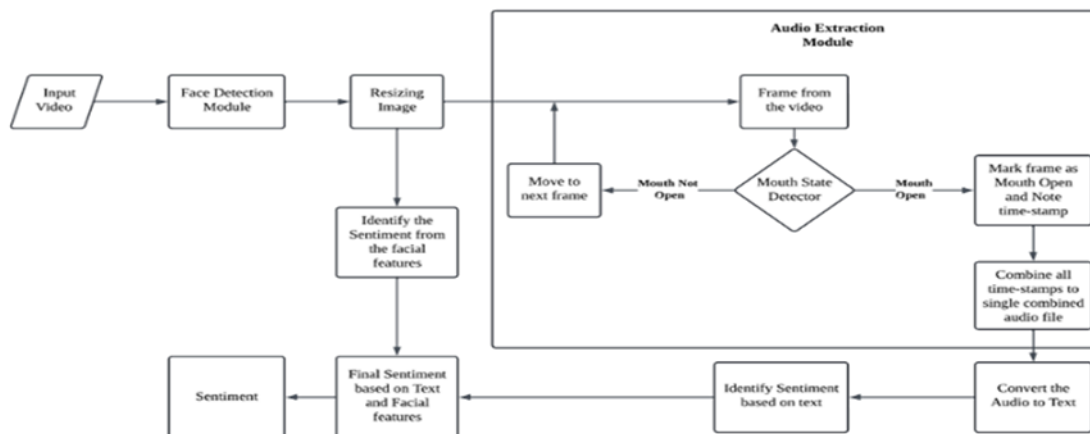 Audio Extraction
Module
Input
Video
Face Detection
Module
Resizing
Image
Frame from
the video
Move to
next frame
Mouth Not
Open
Mouth State
Detector
Mouth
Open
Mark frame as
Mouth Open
and Note
time-stamp
Identify the
Sentiment from
the facial
features
Combine all
time-stamps to
single combined
audio file
Sentiment
Final Sentiment
based on Text
and Facial
features
Identify Sentiment
based on text
Convert the
Audio to Text